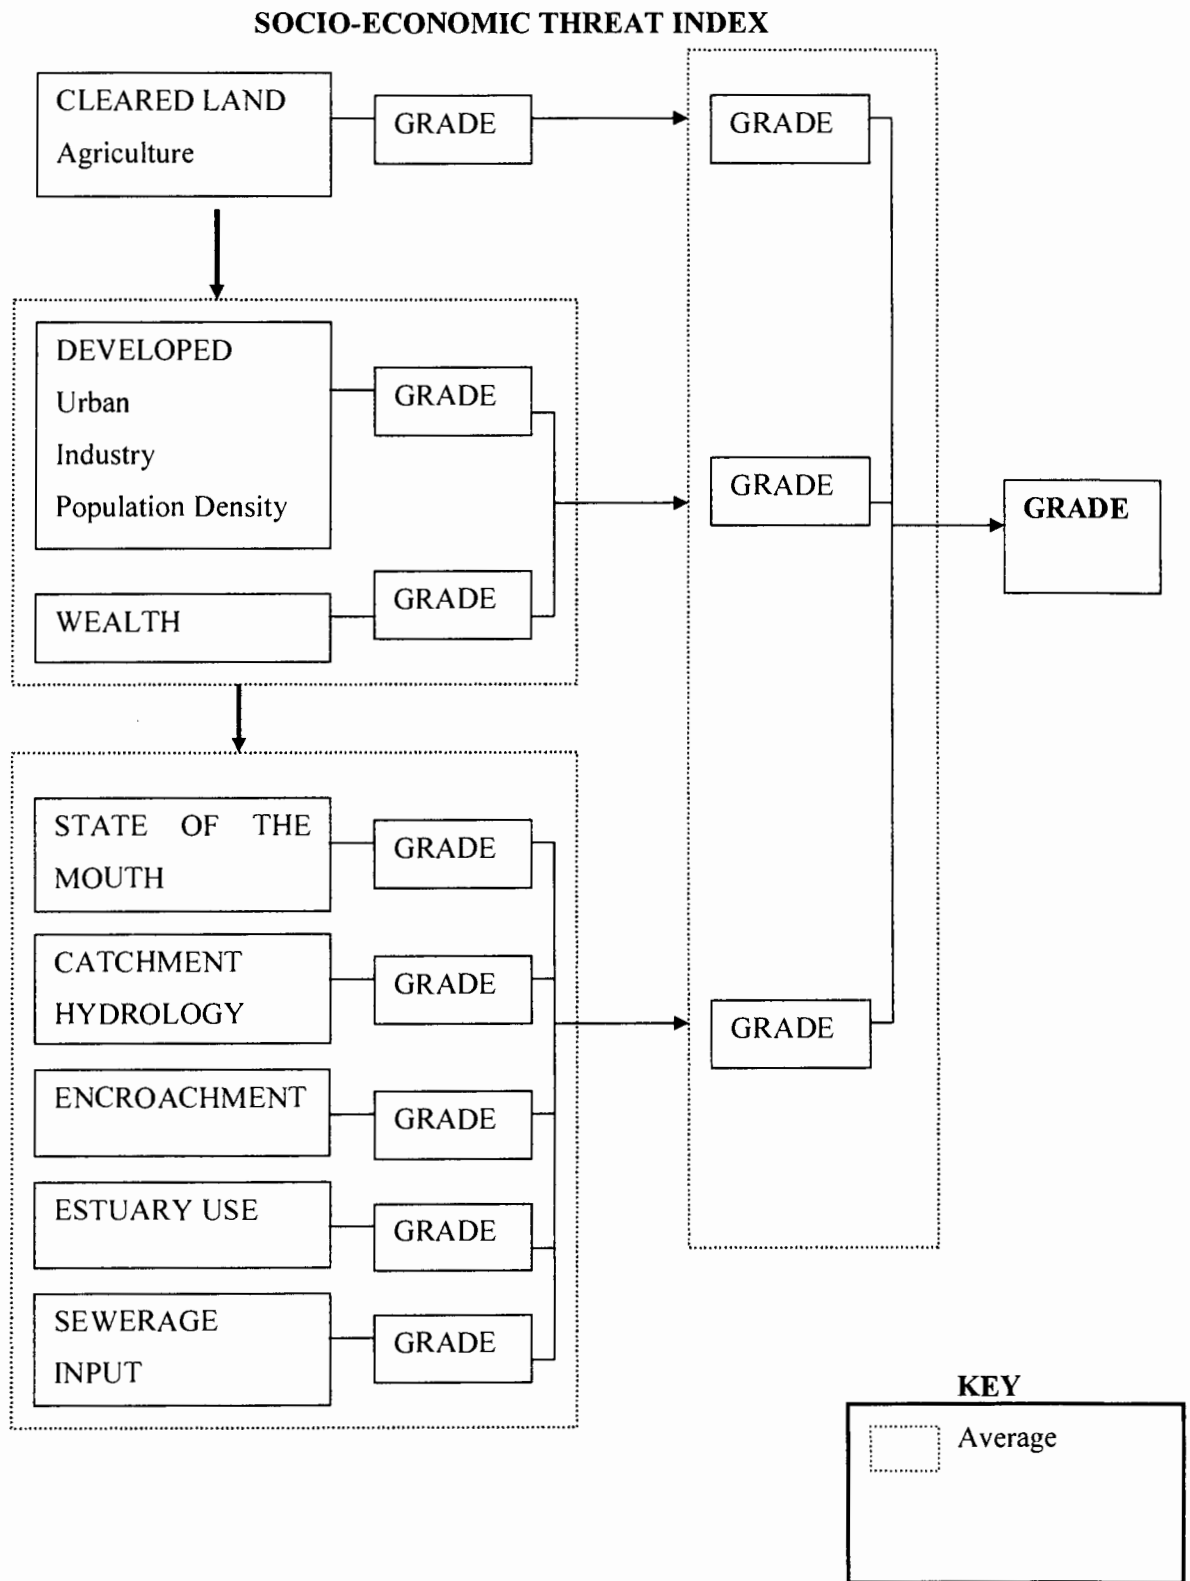 SOCIO-ECONOMIC THREAT INDEX
CLEARED LAND
Agriculture
GRADE
GRADE
DEVELOPED
Urban
Industry
Population Density
GRADE
WEALTH
GRADE
GRADE
GRADE
STATE OF THE
MOUTH
GRADE
CATCHMENT
HYDROLOGY
GRADE
ENCROACHMENT
GRADE
ESTUARY USE
GRADE
SEWERAGE
INPUT
GRADE
GRADE
KEY
Average